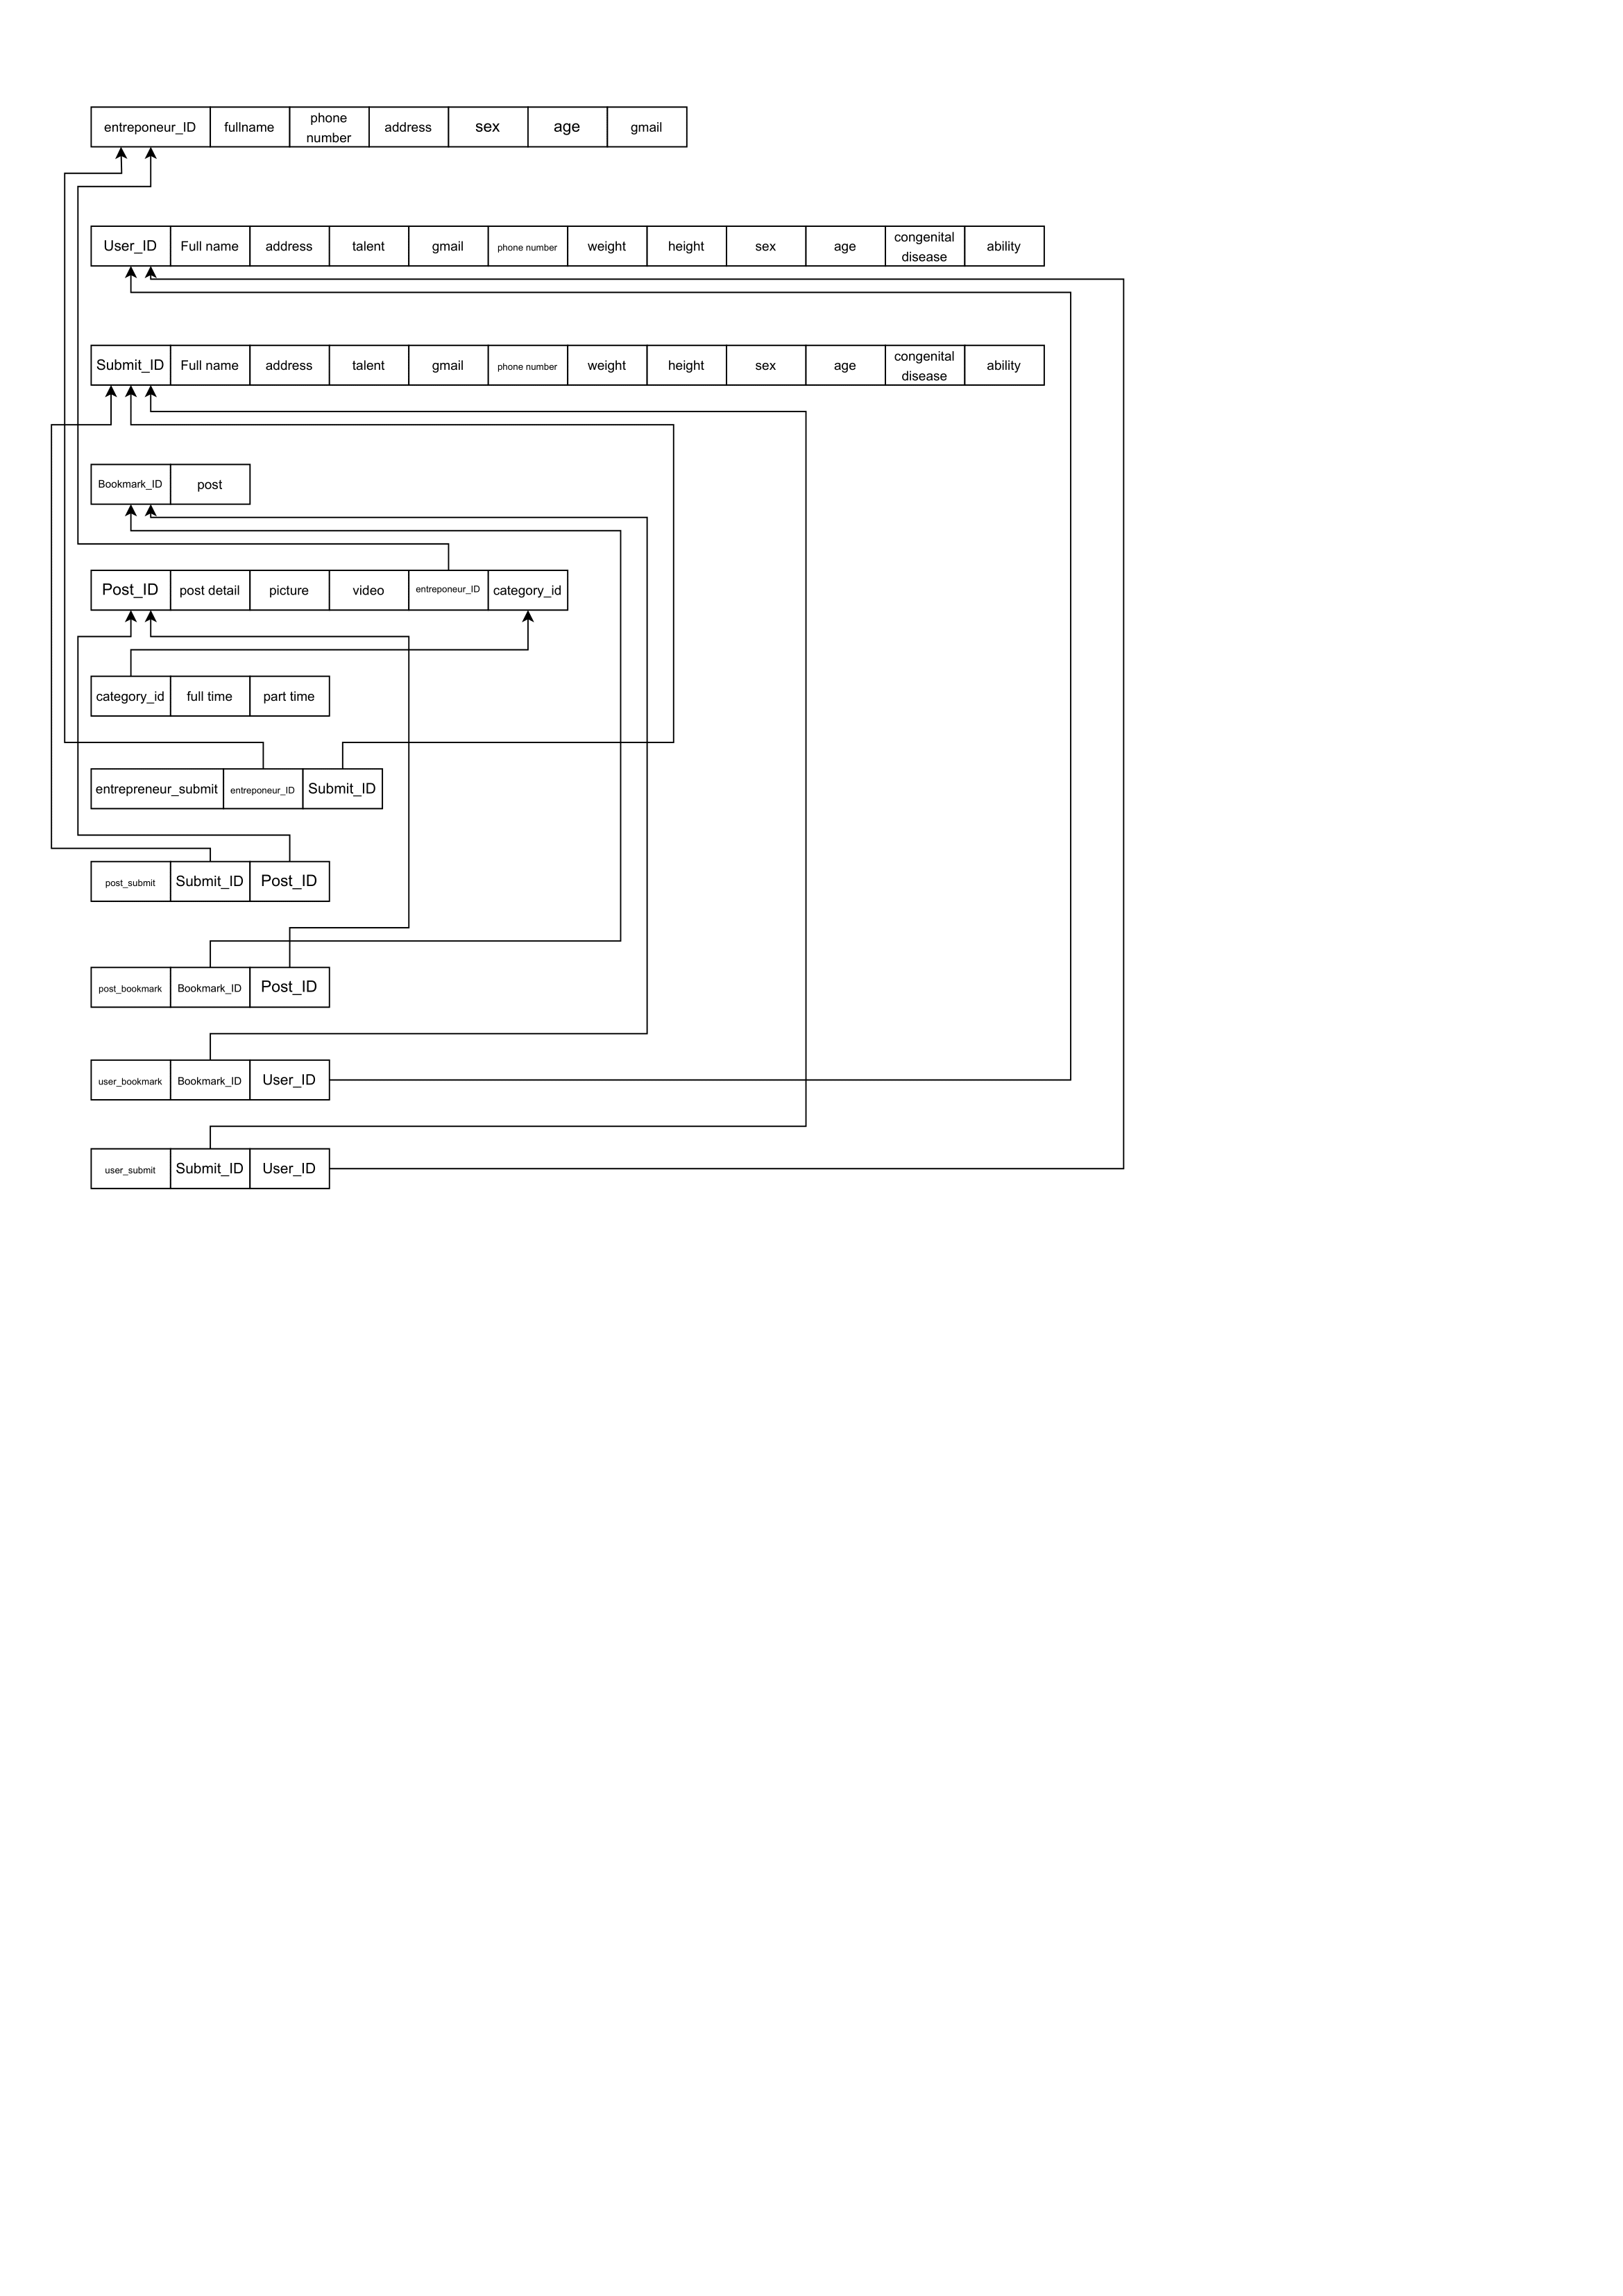 entreponeur_ID fullname phone number address sex age gmail
User_ID Full name address talent gmail phone number weight height sex age congenital disease ability
Submit_ID Full name address talent gmail phone number weight height sex age congenital disease ability
Bookmark_ID post
Post_ID post detail picture video entreponeur_ID category_id
category_id full time part time
entrepreneur_submit entreponeur_ID Submit_ID
post_submit Submit_ID Post_ID
post_bookmark Bookmark_ID Post_ID
user_bookmark Bookmark_ID User_ID
user_submit Submit_ID User_ID